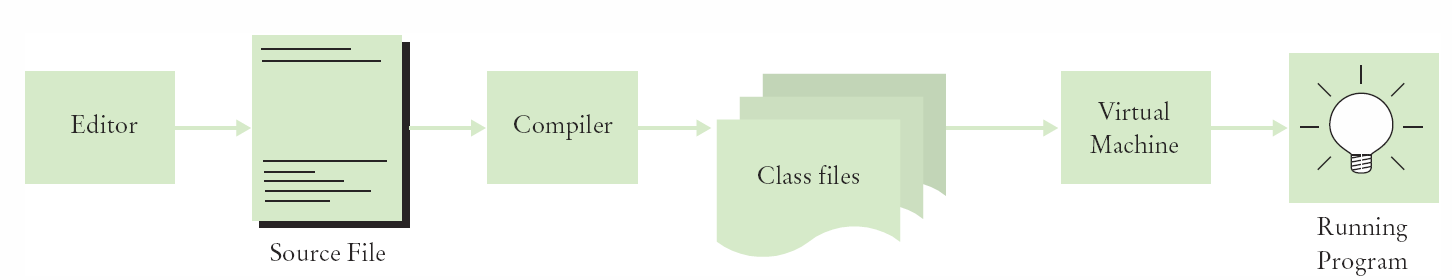 Editor
Source File
Compiler
Class files
Virtual
Machine
Running
Program